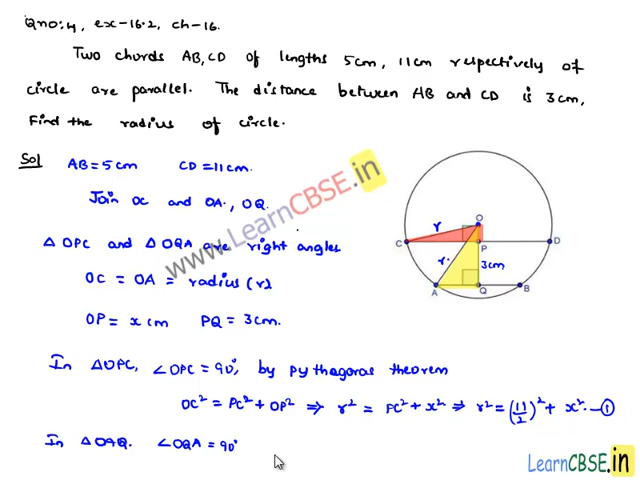 Qno:4, ex-16.2, ch-16.
Two chords AB, CD of lengths 5cm, 11cm respectively of
circle are parallel. The distance between AB and CD is 3cm,
Find the radius of circle.
Sol
AB=5cm CD=11cm.
Join OC and OA, OQ.
△OPC and △OQA are right angles
OC = OA = radius (r)
OP = x cm PQ = 3cm.
In △OPC, ∠OPC = 90°, by pythagoras theorem
OC² = PC² + OP² ⇒ r² = PC² + x² ⇒ r² = (11/2)² + x² -①
In △OAQ. ∠OQA = 90°
O
r
C
P
D
r.
3cm
A
Q
B
www.LearnCBSE.in
LearnCBSE.in